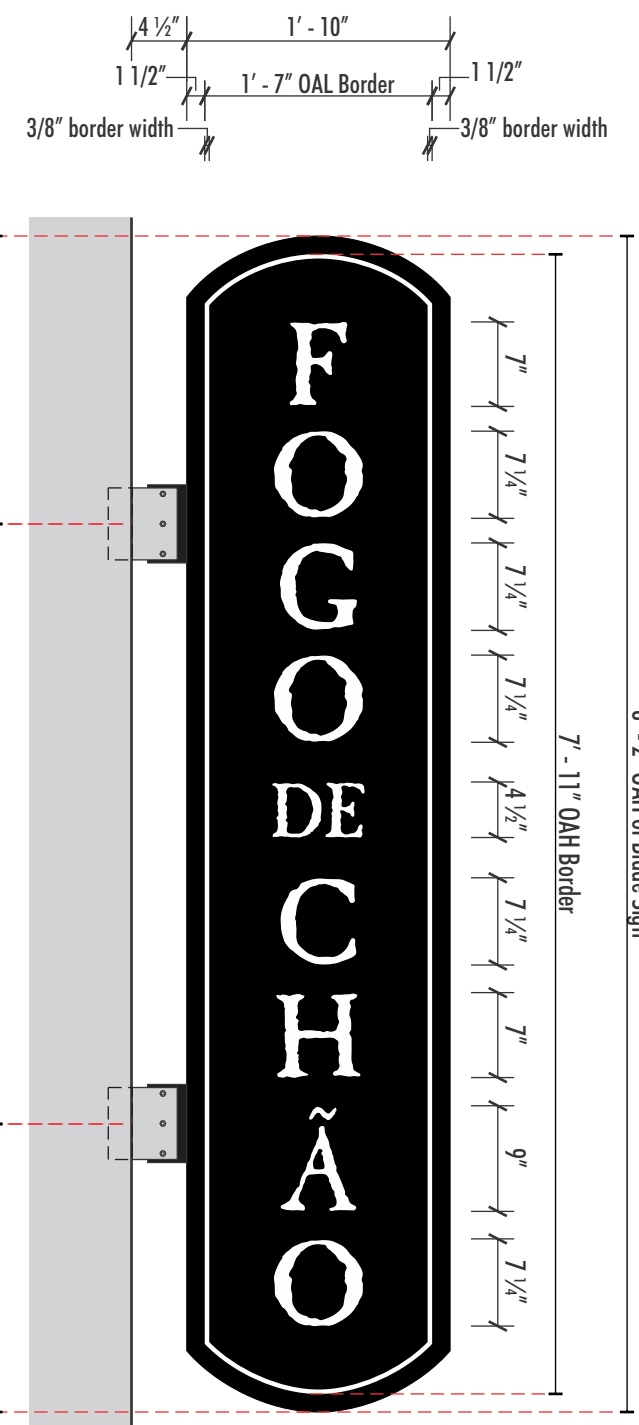 4 ½" 1' - 10"
1 1/2" 1' - 7" OAL Border 1 1/2"
3/8" border width 3/8" border width
F
O
G
O
DE
C
H
Ã
O
7"
7 ¼"
7 ¼"
7 ¼"
4 ½"
7 ¼"
7"
9"
7 ¼"
7' - 11" OAH Border